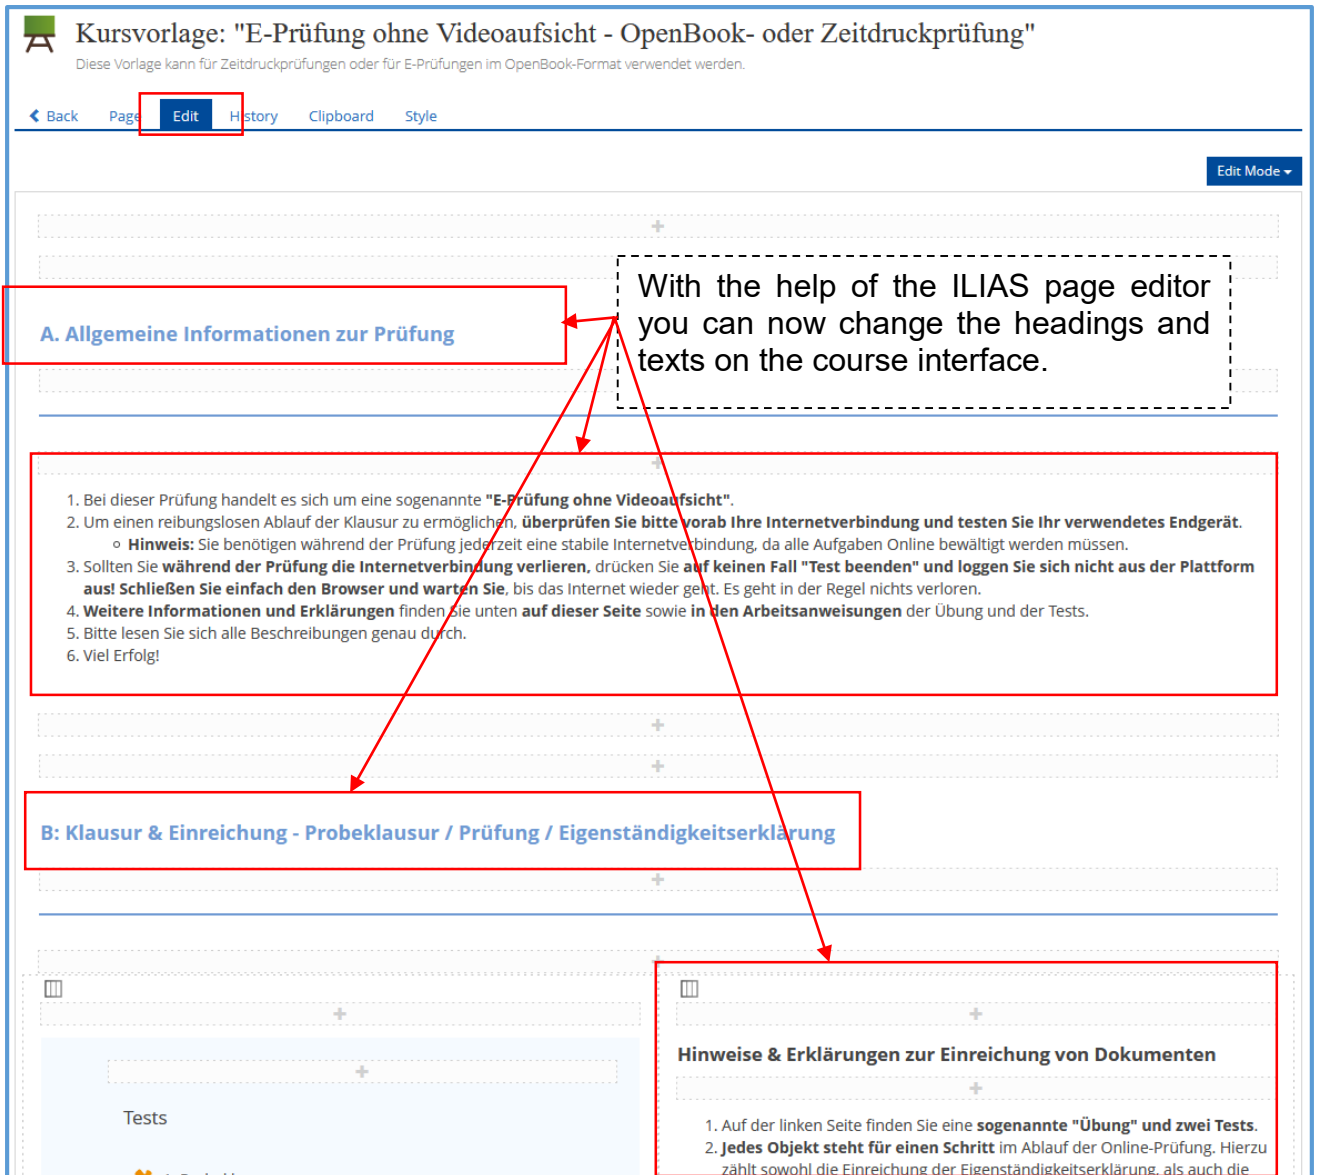 Kursvorlage: "E-Prüfung ohne Videoaufsicht - OpenBook- oder Zeitdruckprüfung"
Diese Vorlage kann für Zeitdruckprüfungen oder für E-Prüfungen im OpenBook-Format verwendet werden.
Back Page Edit History Clipboard Style
Edit Mode
With the help of the ILIAS page editor
you can now change the headings and
texts on the course interface.
A. Allgemeine Informationen zur Prüfung
1. Bei dieser Prüfung handelt es sich um eine sogenannte "E-Prüfung ohne Videoaufsicht".
2. Um einen reibungslosen Ablauf der Klausur zu ermöglichen, überprüfen Sie bitte vorab Ihre Internetverbindung und testen Sie Ihr verwendetes Endgerät.
Hinweis: Sie benötigen während der Prüfung jederzeit eine stabile Internetverbindung, da alle Aufgaben Online bewältigt werden müssen.
3. Sollten Sie während der Prüfung die Internetverbindung verlieren, drücken Sie auf keinen Fall "Test beenden" und loggen Sie sich nicht aus der Plattform
aus! Schließen Sie einfach den Browser und warten Sie, bis das Internet wieder geht. Es geht in der Regel nichts verloren.
4. Weitere Informationen und Erklärungen finden Sie unten auf dieser Seite sowie in den Arbeitsanweisungen der Übung und der Tests.
5. Bitte lesen Sie sich alle Beschreibungen genau durch.
6. Viel Erfolg!
B: Klausur & Einreichung - Probeklausur / Prüfung / Eigenständigkeitserklärung
Tests
Hinweise & Erklärungen zur Einreichung von Dokumenten
1. Auf der linken Seite finden Sie eine sogenannte "Übung" und zwei Tests.
2. Jedes Objekt steht für einen Schritt im Ablauf der Online-Prüfung. Hierzu
zählt sowohl die Einreichung der Eigenständigkeitserklärung, als auch die